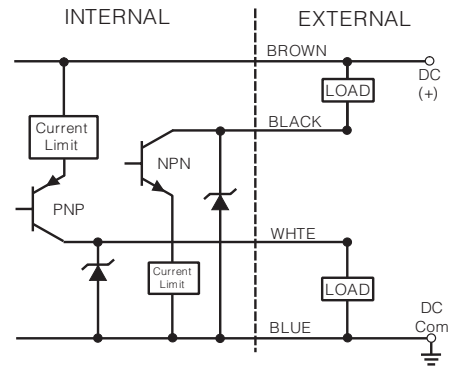 INTERNAL
EXTERNAL
BROWN
DC
(+)
LOAD
BLACK
Current
Limit
NPN
PNP
WHTE
Current
Limit
LOAD
DC
Com
BLUE